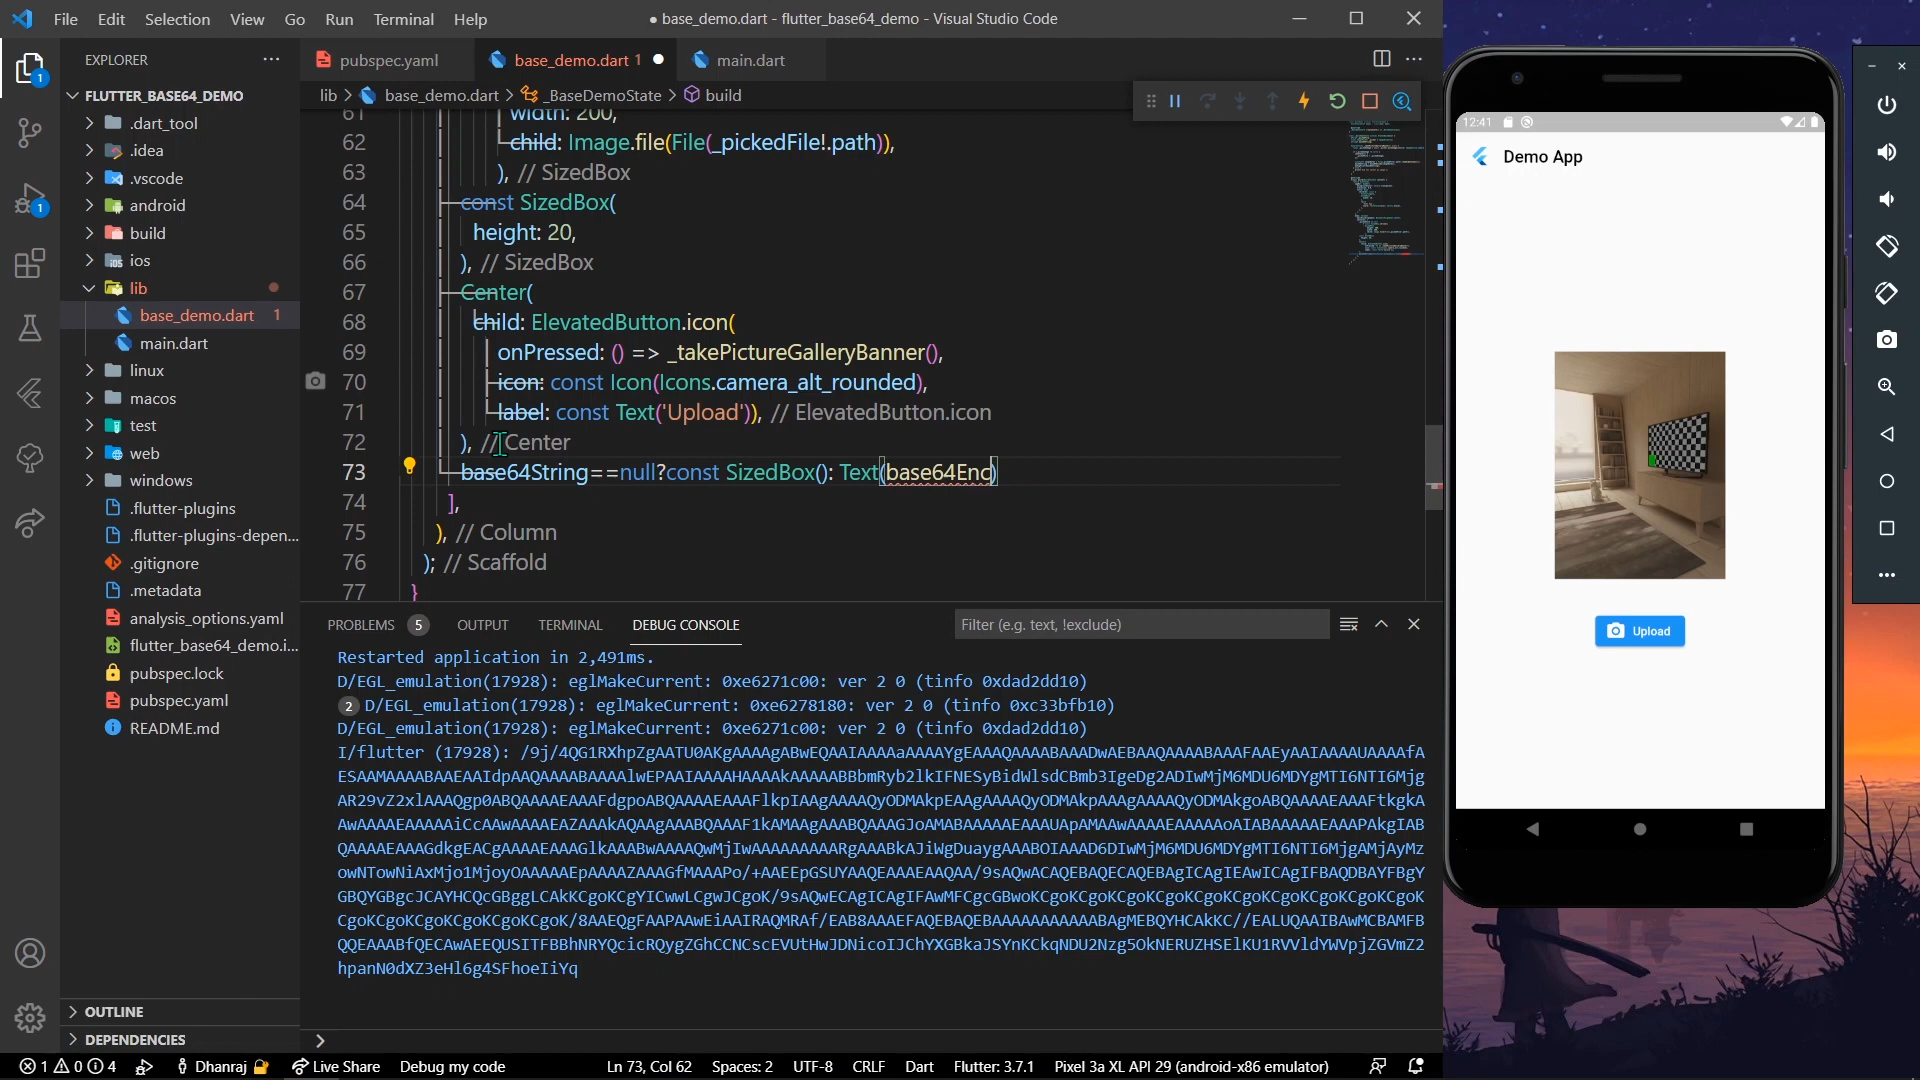 File Edit Selection View Go Run Terminal Help
● base_demo.dart - flutter_base64_demo - Visual Studio Code
EXPLORER
FLUTTER_BASE64_DEMO
.dart_tool
.idea
.vscode
android
build
ios
lib
base_demo.dart 1
main.dart
linux
macos
test
web
windows
.flutter-plugins
.flutter-plugins-depen...
.gitignore
.metadata
analysis_options.yaml
flutter_base64_demo.i...
pubspec.lock
pubspec.yaml
README.md
OUTLINE
DEPENDENCIES
pubspec.yaml base_demo.dart 1 main.dart
lib > base_demo.dart > _BaseDemoState > build
61 width: 200,
62 child: Image.file(File(_pickedFile!.path)),
63 ), // SizedBox
64 const SizedBox(
65 height: 20,
66 ), // SizedBox
67 Center(
68 child: ElevatedButton.icon(
69 onPressed: () => _takePictureGalleryBanner(),
70 icon: const Icon(Icons.camera_alt_rounded),
71 label: const Text('Upload')), // ElevatedButton.icon
72 ), // Center
73 base64String==null?const SizedBox(): Text(base64Enc)
74 ],
75 ), // Column
76 ); // Scaffold
77 }
PROBLEMS 5 OUTPUT TERMINAL DEBUG CONSOLE
Filter (e.g. text, !exclude)
Restarted application in 2,491ms.
D/EGL_emulation(17928): eglMakeCurrent: 0xe6271c00: ver 2 0 (tinfo 0xdad2dd10)
2 D/EGL_emulation(17928): eglMakeCurrent: 0xe6278180: ver 2 0 (tinfo 0xc33bfb10)
D/EGL_emulation(17928): eglMakeCurrent: 0xe6271c00: ver 2 0 (tinfo 0xdad2dd10)
I/flutter (17928):
1 0 4 Dhanraj Live Share Debug my code
Ln 73, Col 62 Spaces: 2 UTF-8 CRLF Dart Flutter: 3.7.1 Pixel 3a XL API 29 (android-x86 emulator)
12:41
Demo App
Upload